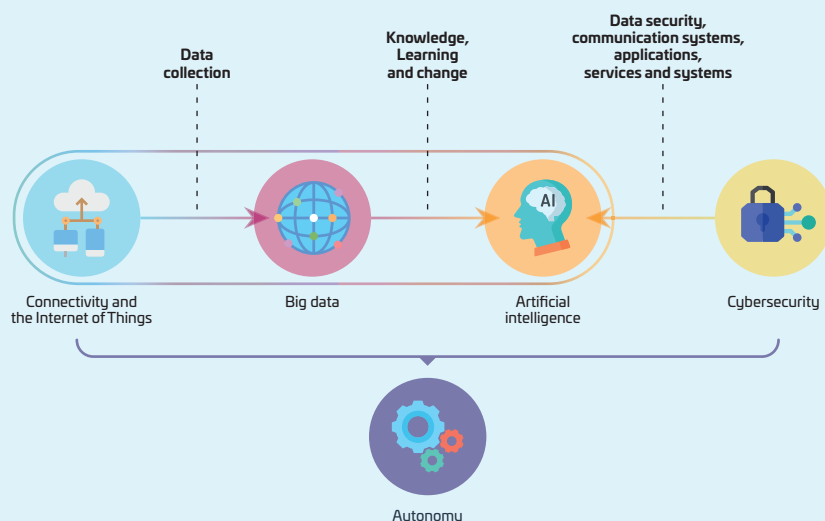 Data
collection
Knowledge,
Learning
and change
Data security,
communication systems,
applications,
services and systems
AI
Connectivity and
the Internet of Things
Big data
Artificial
intelligence
Cybersecurity
Autonomy